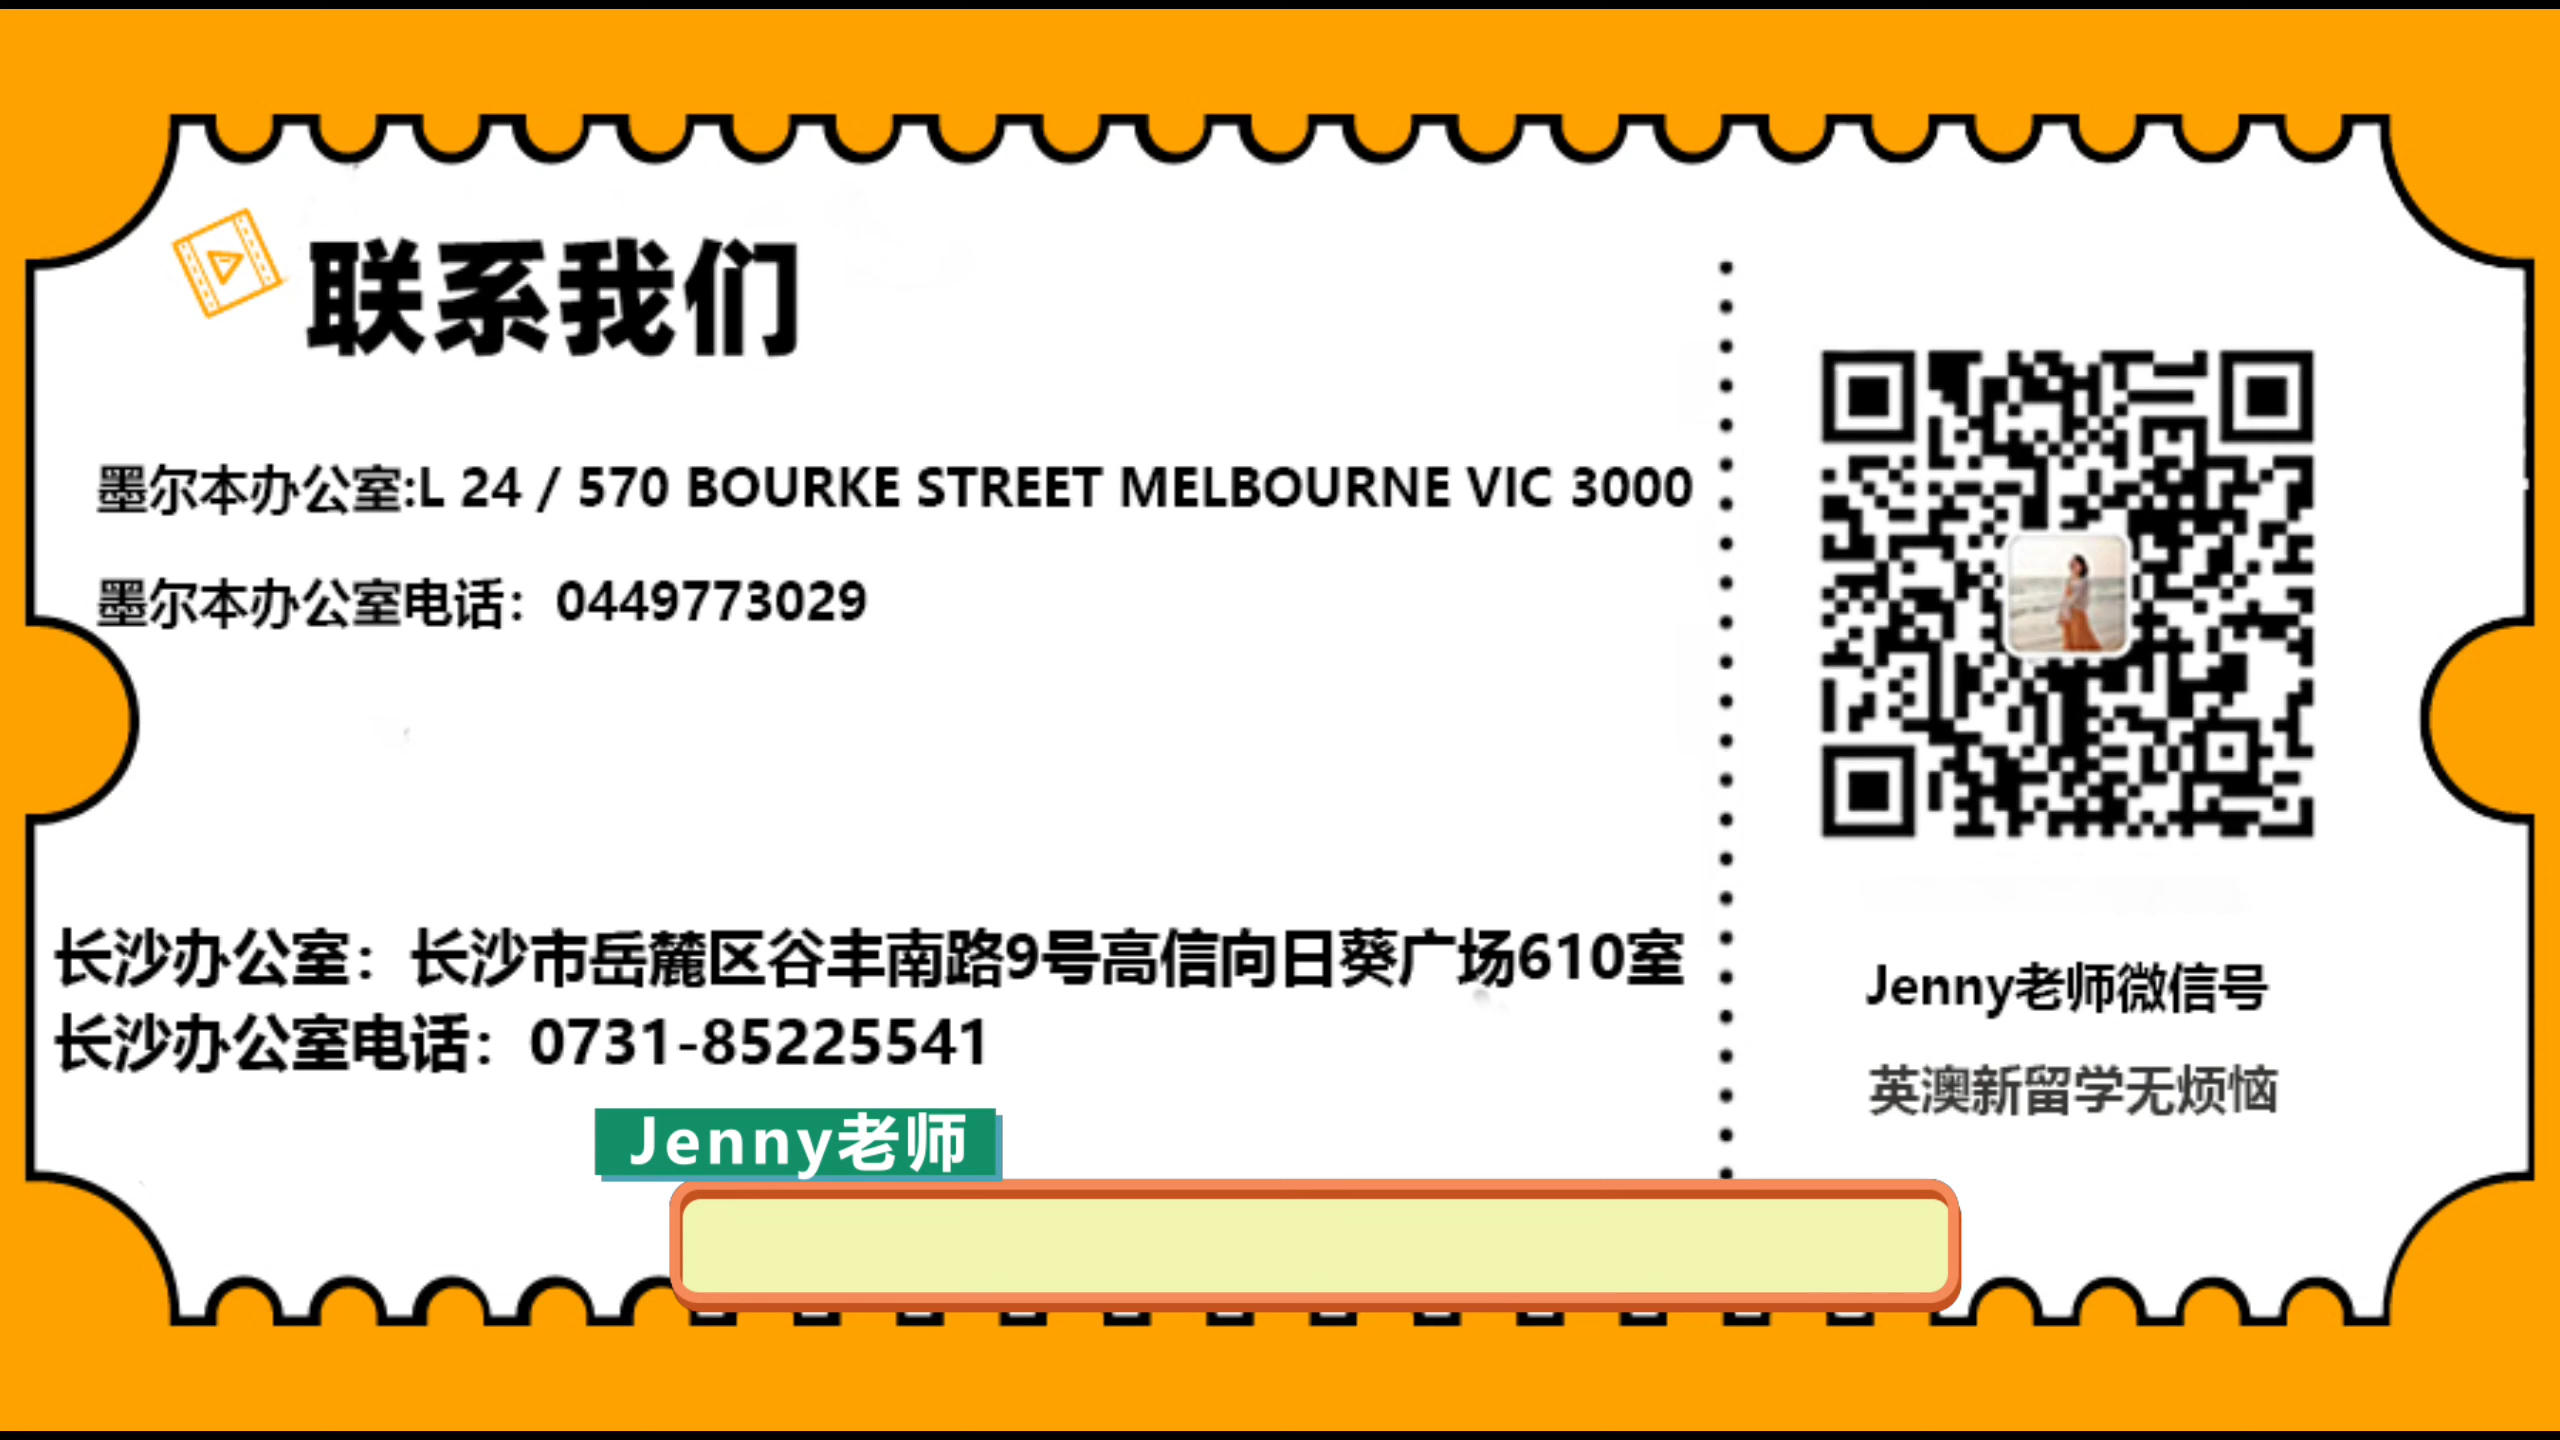 联系我们
墨尔本办公室:L 24 / 570 BOURKE STREET MELBOURNE VIC 3000
墨尔本办公室电话：0449773029
长沙办公室：长沙市岳麓区谷丰南路9号高信向日葵广场610室
长沙办公室电话：0731-85225541
Jenny老师
Jenny老师微信号
英澳新留学无烦恼